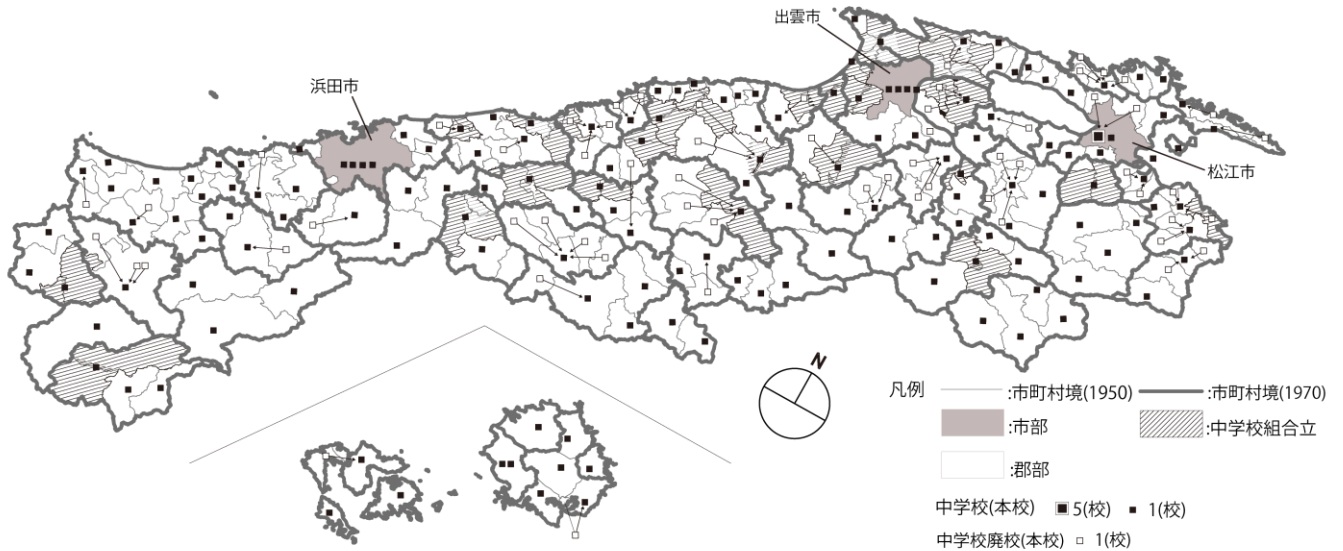 出雲市
浜田市
松江市
N
凡例 :市町村境(1950) :市町村境(1970)
:市部 :中学校組合立
:郡部
中学校(本校) 5(校) 1(校)
中学校廃校(本校) 1(校)